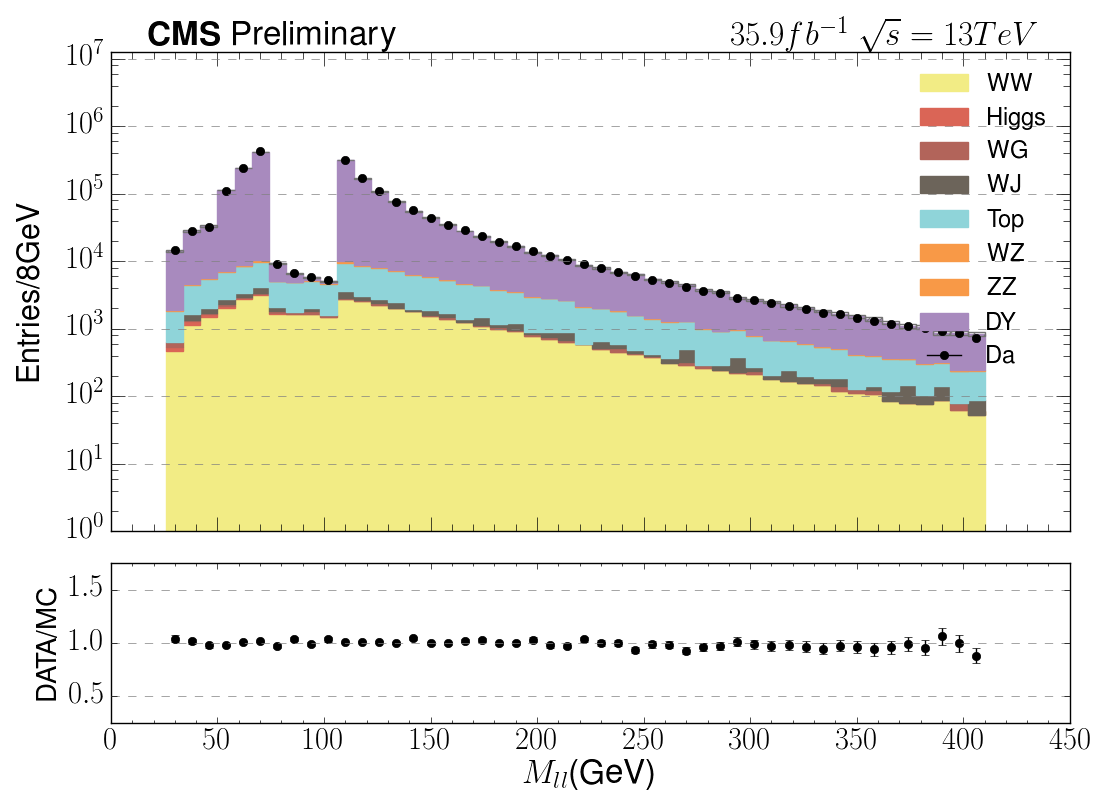 CMS Preliminary
35.9fb⁻¹ √s = 13TeV
Entries/8GeV
10⁷
10⁶
10⁵
10⁴
10³
10²
10¹
10⁰
WW
Higgs
WG
WJ
Top
WZ
ZZ
DY
Da
DATA/MC
1.5
1.0
0.5
0 50 100 150 200 250 300 350 400 450
M_ll(GeV)